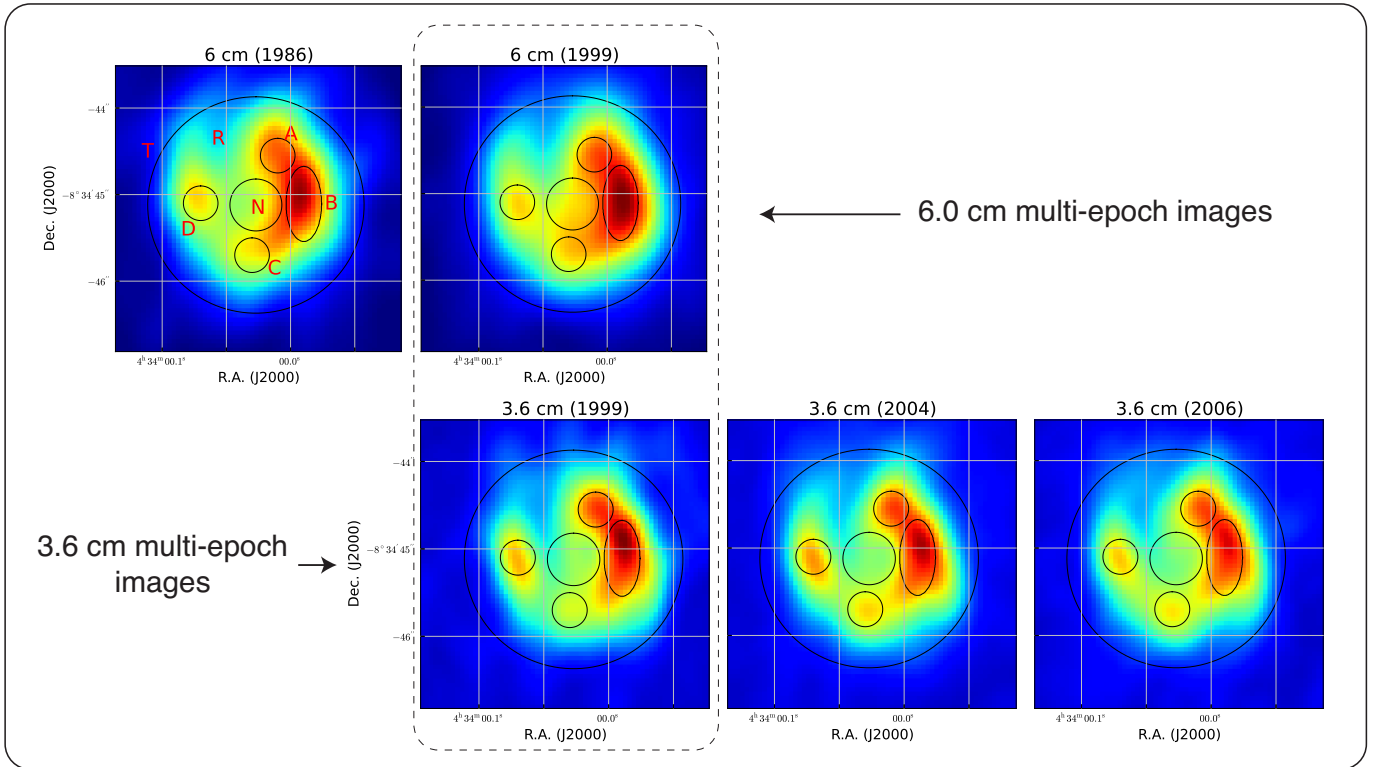 6 cm (1986)
6 cm (1999)
−44″
−8° 34′ 45″
−46″
Dec. (J2000)
T
R
A
N
B
D
C
4ʰ 34ᵐ 00.1ˢ
00.0ˢ
R.A. (J2000)
4ʰ 34ᵐ 00.1ˢ
00.0ˢ
R.A. (J2000)
6.0 cm multi-epoch images
3.6 cm multi-epoch
images
3.6 cm (1999)
3.6 cm (2004)
3.6 cm (2006)
−44″
−8° 34′ 45″
−46″
Dec. (J2000)
4ʰ 34ᵐ 00.1ˢ
00.0ˢ
R.A. (J2000)
4ʰ 34ᵐ 00.1ˢ
00.0ˢ
R.A. (J2000)
4ʰ 34ᵐ 00.1ˢ
00.0ˢ
R.A. (J2000)